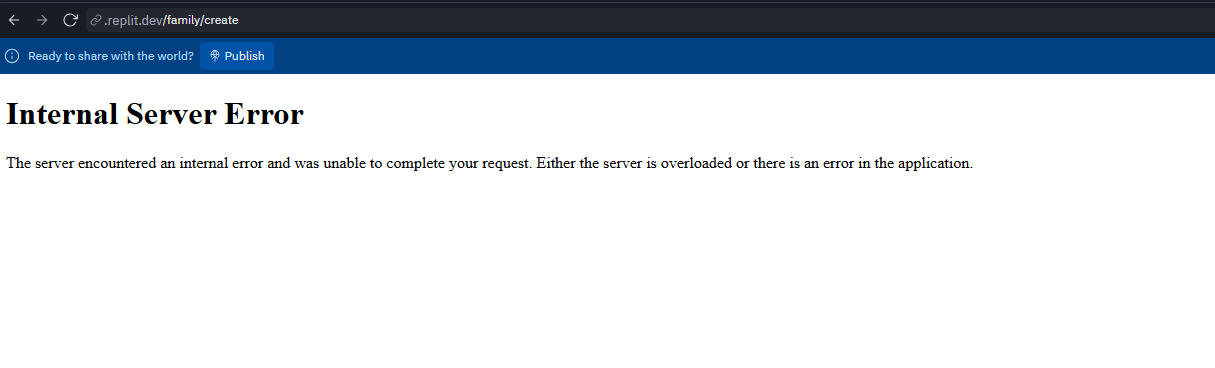 .replit.dev/family/create
Ready to share with the world? Publish
Internal Server Error
The server encountered an internal error and was unable to complete your request. Either the server is overloaded or there is an error in the application.